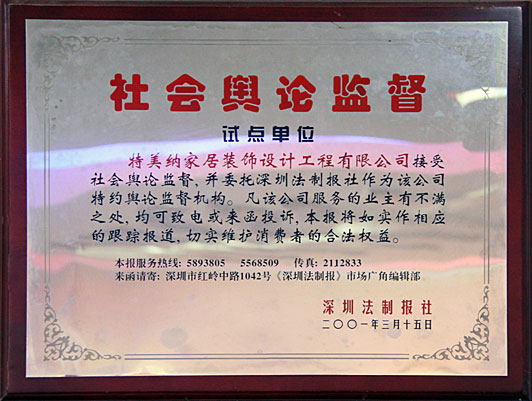 社会舆论监督
试点单位
特美纳家居装饰设计工程有限公司接受
社会舆论监督,并委托深圳法制报社作为该公司
特约舆论监督机构。凡该公司服务的业主有不满
之处,均可致电或来函投诉,本报将如实作相应
的跟踪报道,切实维护消费者的合法权益。
本报服务热线: 5893805 5568509 传真: 2112833
来函请寄: 深圳市红岭中路1042号《深圳法制报》市场广角编辑部
深圳法制报社
二〇〇一年三月十五日